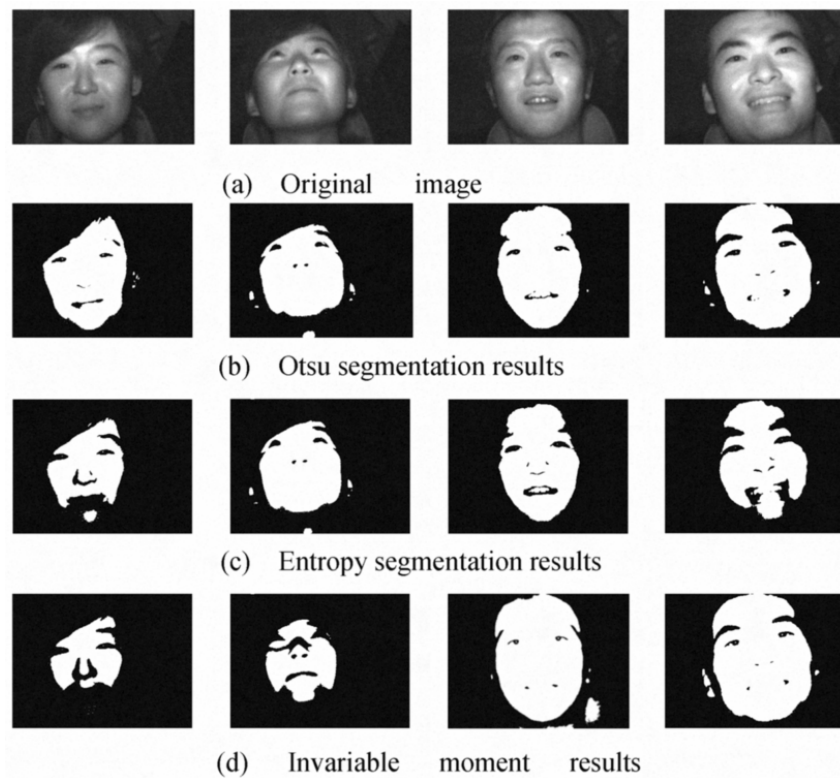 (a) Original image
(b) Otsu segmentation results
(c) Entropy segmentation results
(d) Invariable moment results